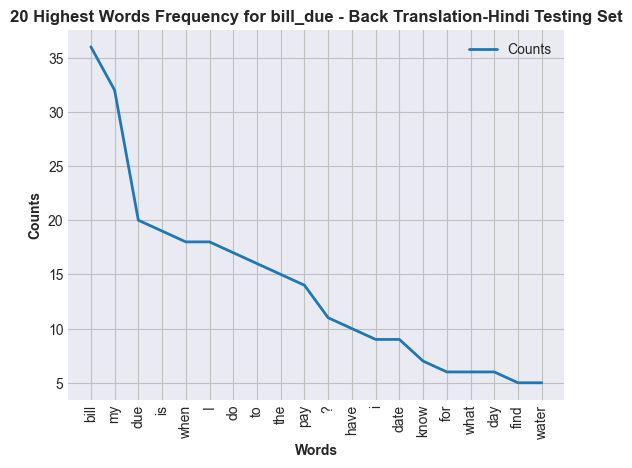 20 Highest Words Frequency for bill_due - Back Translation-Hindi Testing Set
Counts
35
30
25
20
15
10
5
Counts
bill
my
due
is
when
I
do
to
the
pay
?
have
i
date
know
for
what
day
find
water
Words